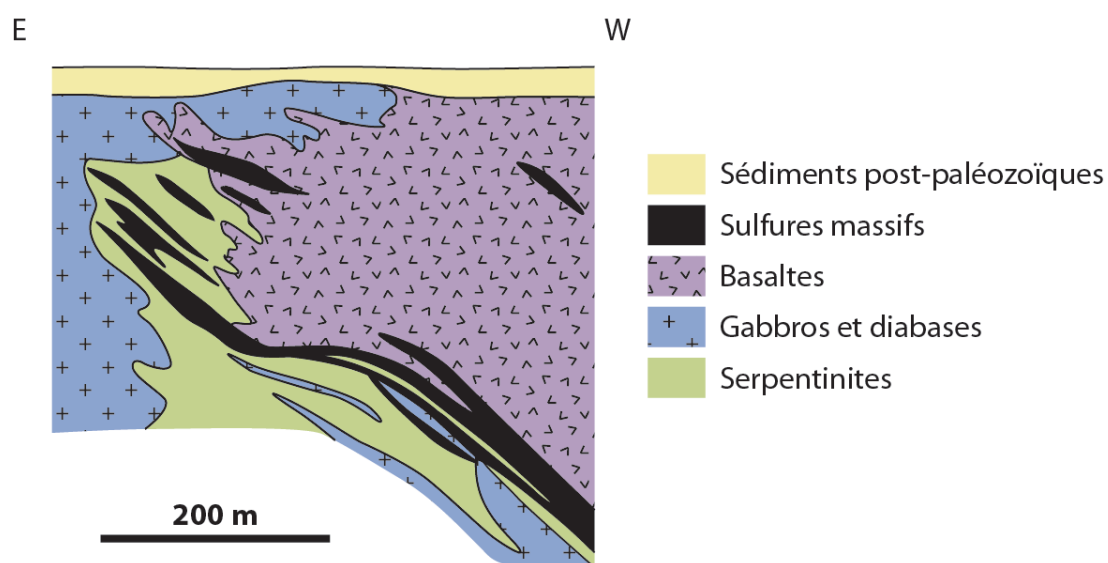 E
W
Sédiments post-paléozoïques
Sulfures massifs
Basaltes
Gabbros et diabases
Serpentinites
200 m